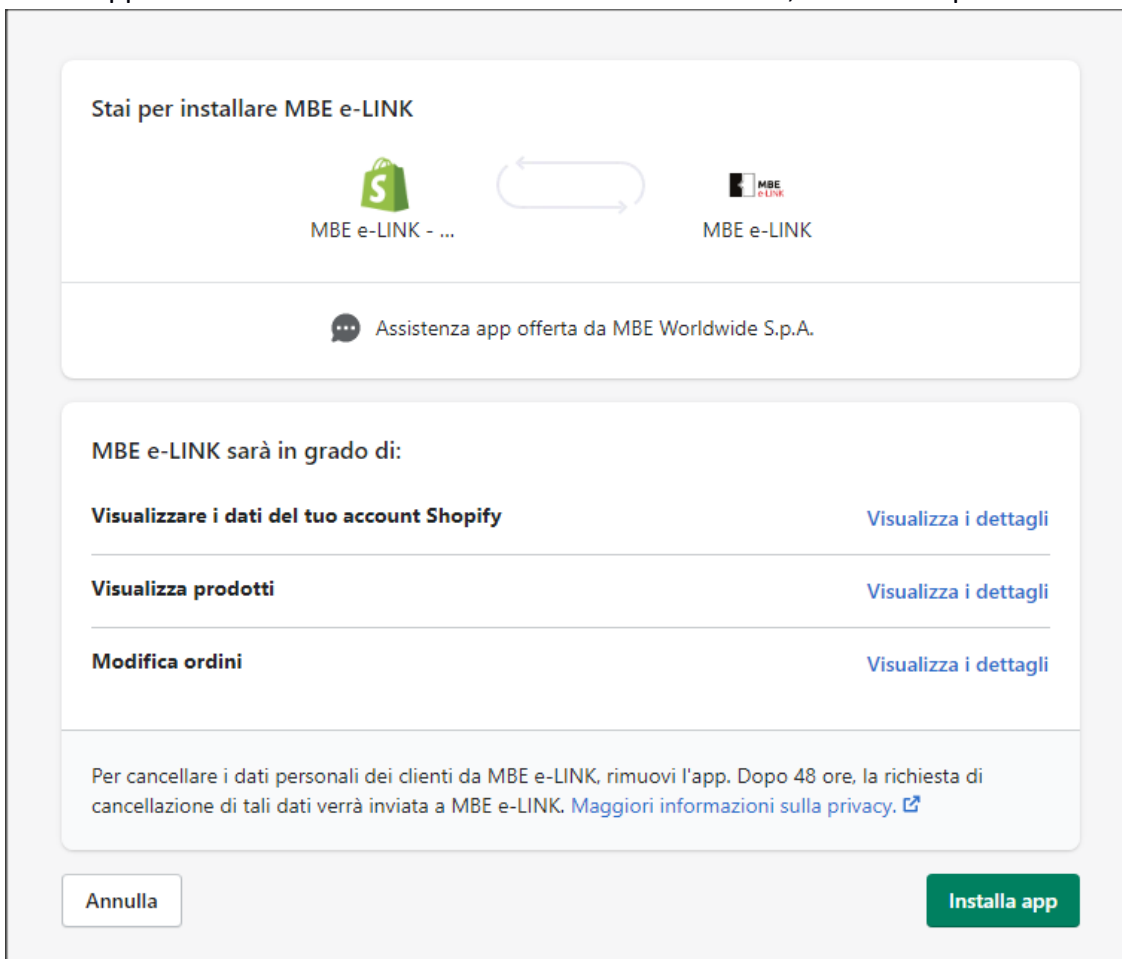 Stai per installare MBE e-LINK
MBE
e-LINK
MBE e-LINK - ...
MBE e-LINK
Assistenza app offerta da MBE Worldwide S.p.A.
MBE e-LINK sarà in grado di:
Visualizzare i dati del tuo account Shopify
Visualizza i dettagli
Visualizza prodotti
Visualizza i dettagli
Modifica ordini
Visualizza i dettagli
Per cancellare i dati personali dei clienti da MBE e-LINK, rimuovi l'app. Dopo 48 ore, la richiesta di
cancellazione di tali dati verrà inviata a MBE e-LINK. Maggiori informazioni sulla privacy.
Annulla
Installa app